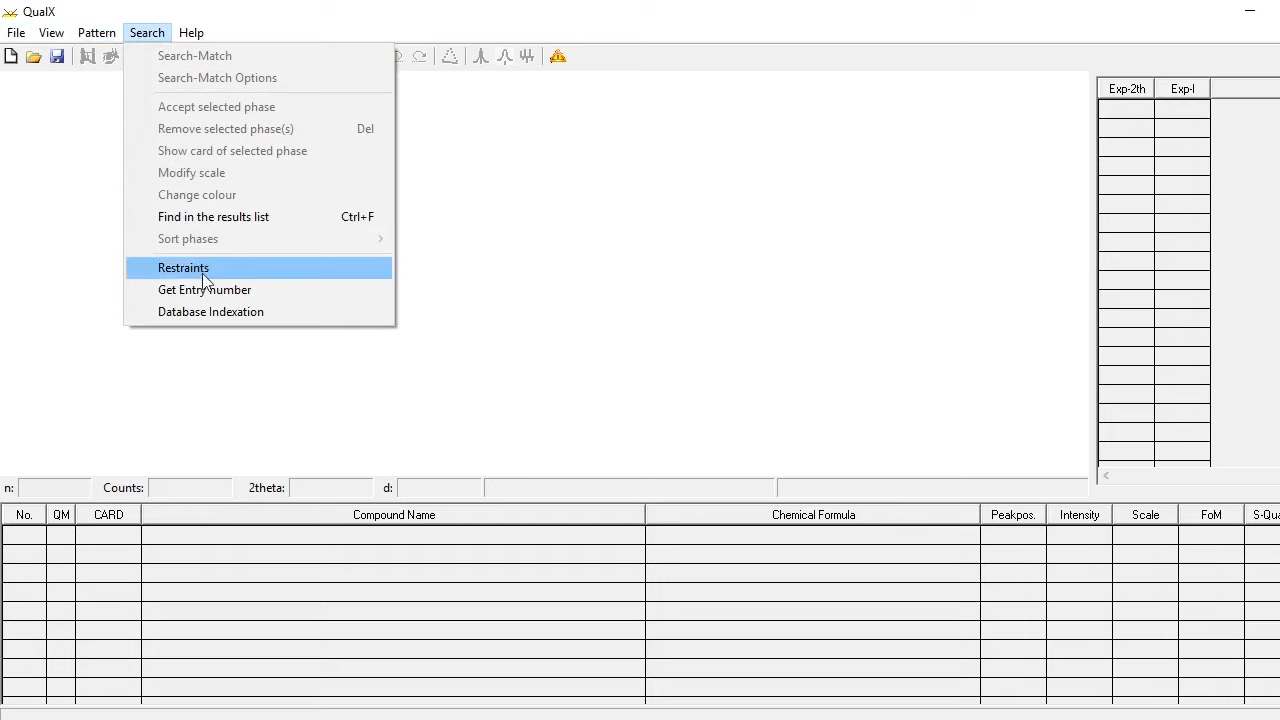 QualX
File View Pattern Search Help
Search-Match
Search-Match Options
Accept selected phase
Remove selected phase(s) Del
Show card of selected phase
Modify scale
Change colour
Find in the results list Ctrl+F
Sort phases
Restraints
Get Entry number
Database Indexation
Exp-2th Exp-I
n: Counts: 2theta: d:
No. QM CARD Compound Name Chemical Formula Peakpos. Intensity Scale FoM S-Qua